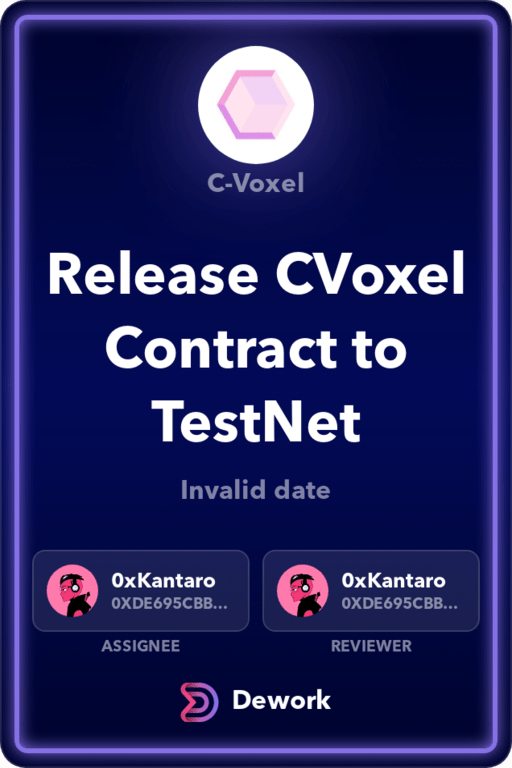 C-Voxel
Release CVoxel
Contract to
TestNet
Invalid date
0xKantaro
0XDE695CBB...
ASSIGNEE
0xKantaro
0XDE695CBB...
REVIEWER
Dework